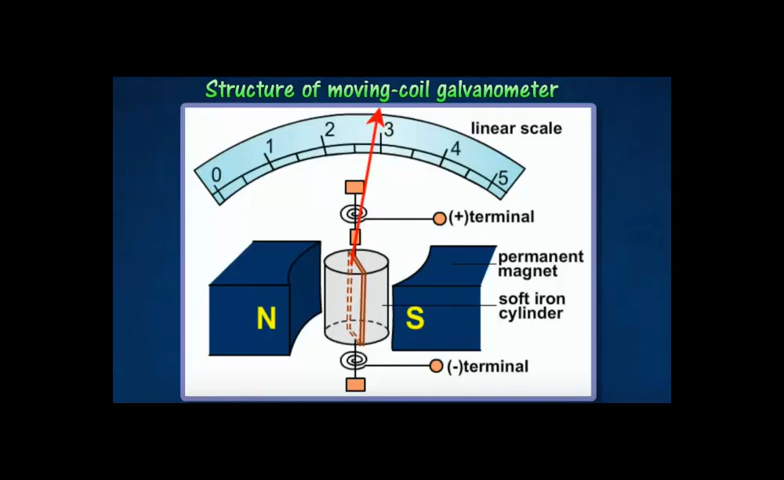 Structure of moving-coil galvanometer
linear scale
0 1 2 3 4 5
(+)terminal
permanent
magnet
soft iron
cylinder
N
S
(-)terminal